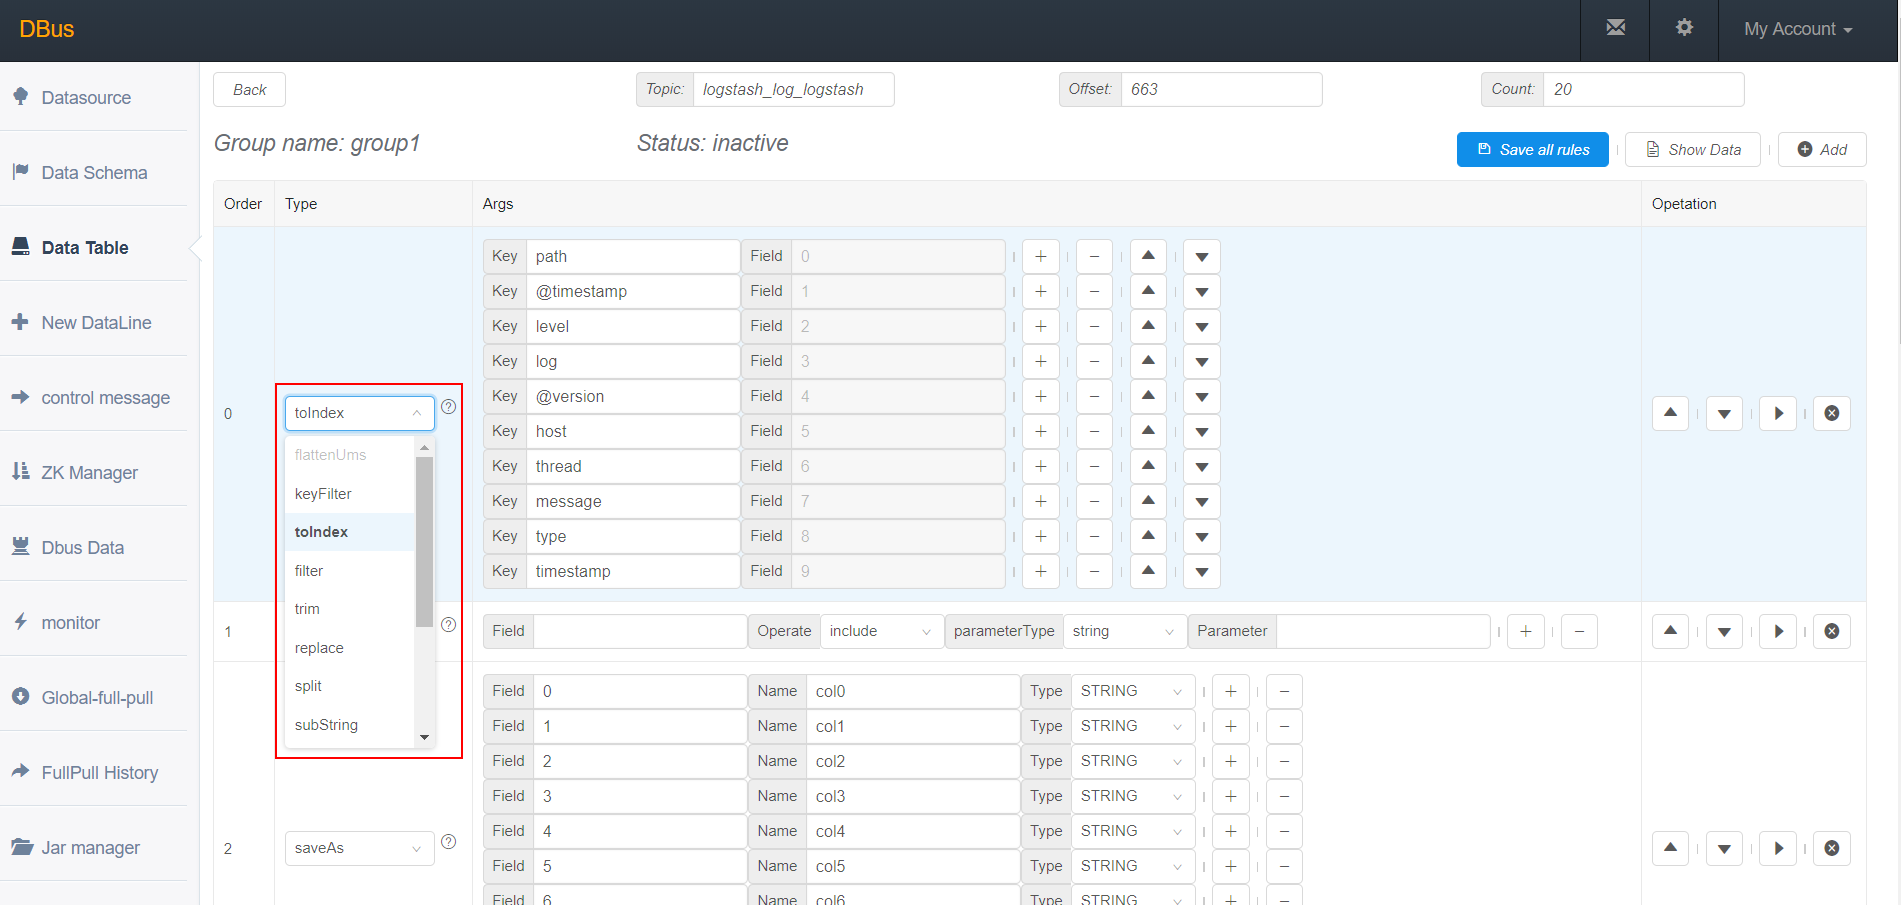 DBus
My Account
Datasource
Data Schema
Data Table
New DataLine
control message
ZK Manager
Dbus Data
monitor
Global-full-pull
FullPull History
Jar manager
Back
Topic: logstash_log_logstash
Offset: 663
Count: 20
Group name: group1
Status: inactive
Save all rules
Show Data
Add
Order Type Args Opetation
0
toIndex
flattenUms
keyFilter
toIndex
filter
trim
replace
split
subString
Key path Field 0
Key @timestamp Field 1
Key level Field 2
Key log Field 3
Key @version Field 4
Key host Field 5
Key thread Field 6
Key message Field 7
Key type Field 8
Key timestamp Field 9
1
Field Operate include parameterType string Parameter
2
saveAs
Field 0 Name col0 Type STRING
Field 1 Name col1 Type STRING
Field 2 Name col2 Type STRING
Field 3 Name col3 Type STRING
Field 4 Name col4 Type STRING
Field 5 Name col5 Type STRING
Field 6 Name col6 Type STRING